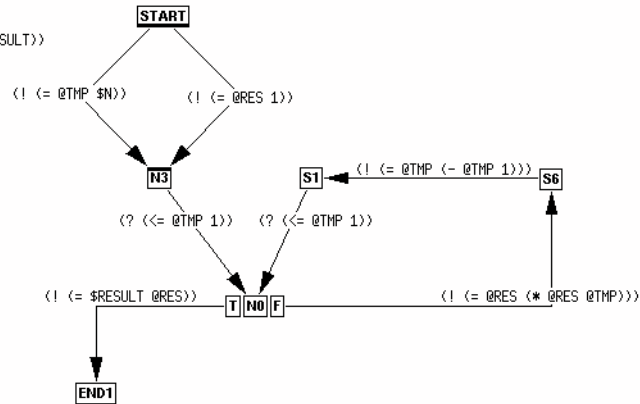 START
SULT))
(! (= @TMP $N))
(! (= @RES 1))
N3
S1
(! (= @TMP (- @TMP 1)))
S6
(? (<= @TMP 1))
(? (<= @TMP 1))
(! (= $RESULT @RES))
T N0 F
(! (= @RES (* @RES @TMP)))
END1